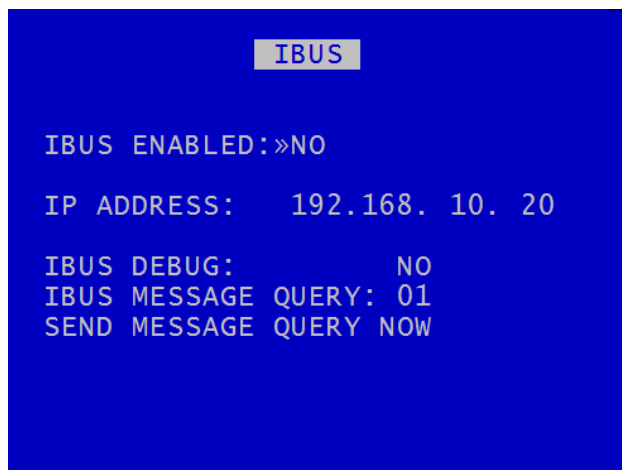 IBUS
IBUS ENABLED:»NO
IP ADDRESS: 192.168. 10. 20
IBUS DEBUG: NO
IBUS MESSAGE QUERY: 01
SEND MESSAGE QUERY NOW